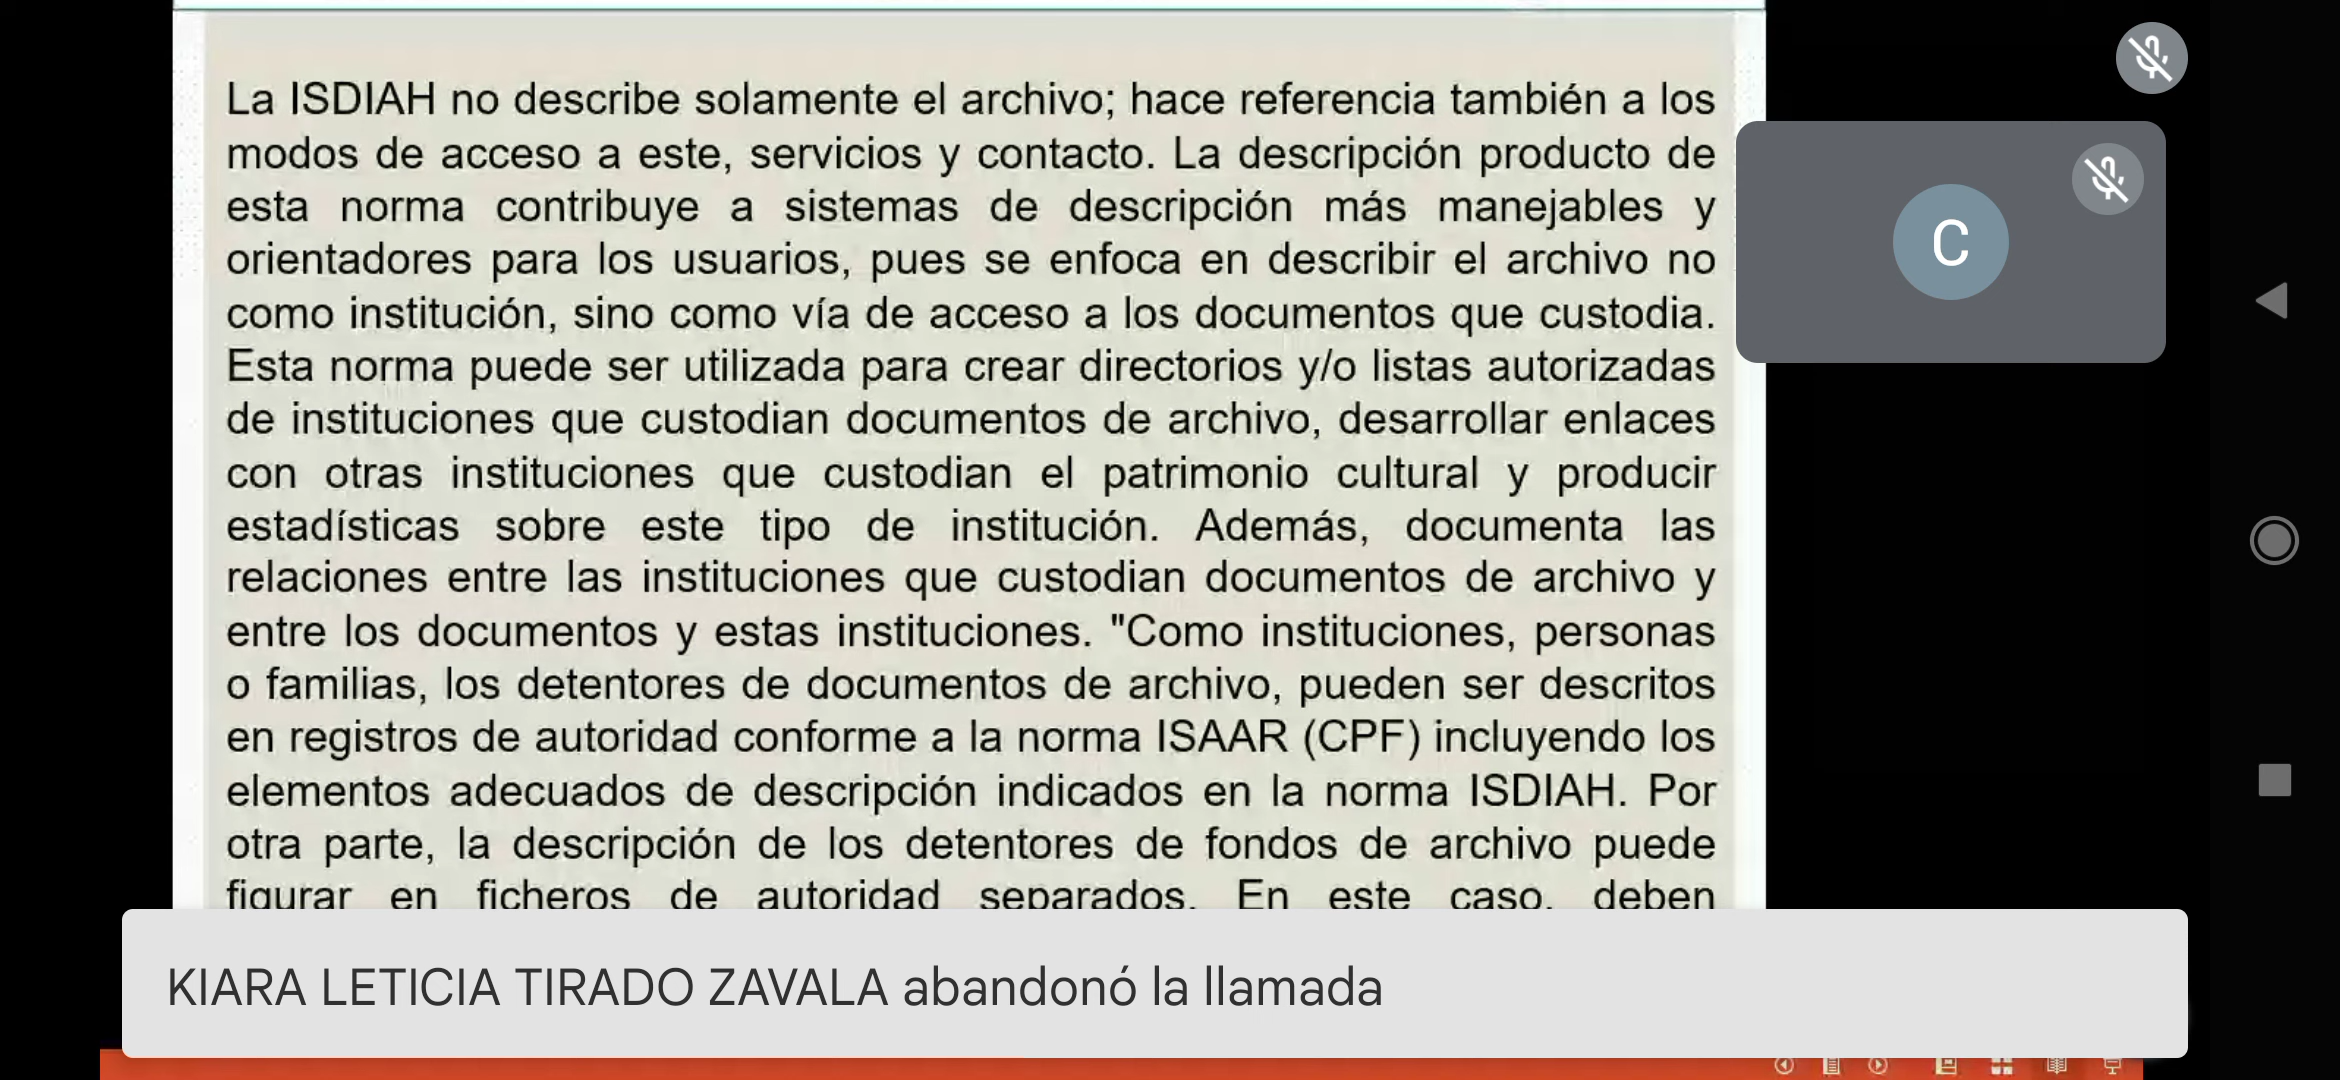 La ISDIAH no describe solamente el archivo; hace referencia también a los
modos de acceso a este, servicios y contacto. La descripción producto de
esta norma contribuye a sistemas de descripción más manejables y
orientadores para los usuarios, pues se enfoca en describir el archivo no
como institución, sino como vía de acceso a los documentos que custodia.
Esta norma puede ser utilizada para crear directorios y/o listas autorizadas
de instituciones que custodian documentos de archivo, desarrollar enlaces
con otras instituciones que custodian el patrimonio cultural y producir
estadísticas sobre este tipo de institución. Además, documenta las
relaciones entre las instituciones que custodian documentos de archivo y
entre los documentos y estas instituciones. "Como instituciones, personas
o familias, los detentores de documentos de archivo, pueden ser descritos
en registros de autoridad conforme a la norma ISAAR (CPF) incluyendo los
elementos adecuados de descripción indicados en la norma ISDIAH. Por
otra parte, la descripción de los detentores de fondos de archivo puede
figurar en ficheros de autoridad separados. En este caso, deben
C
KIARA LETICIA TIRADO ZAVALA abandonó la llamada